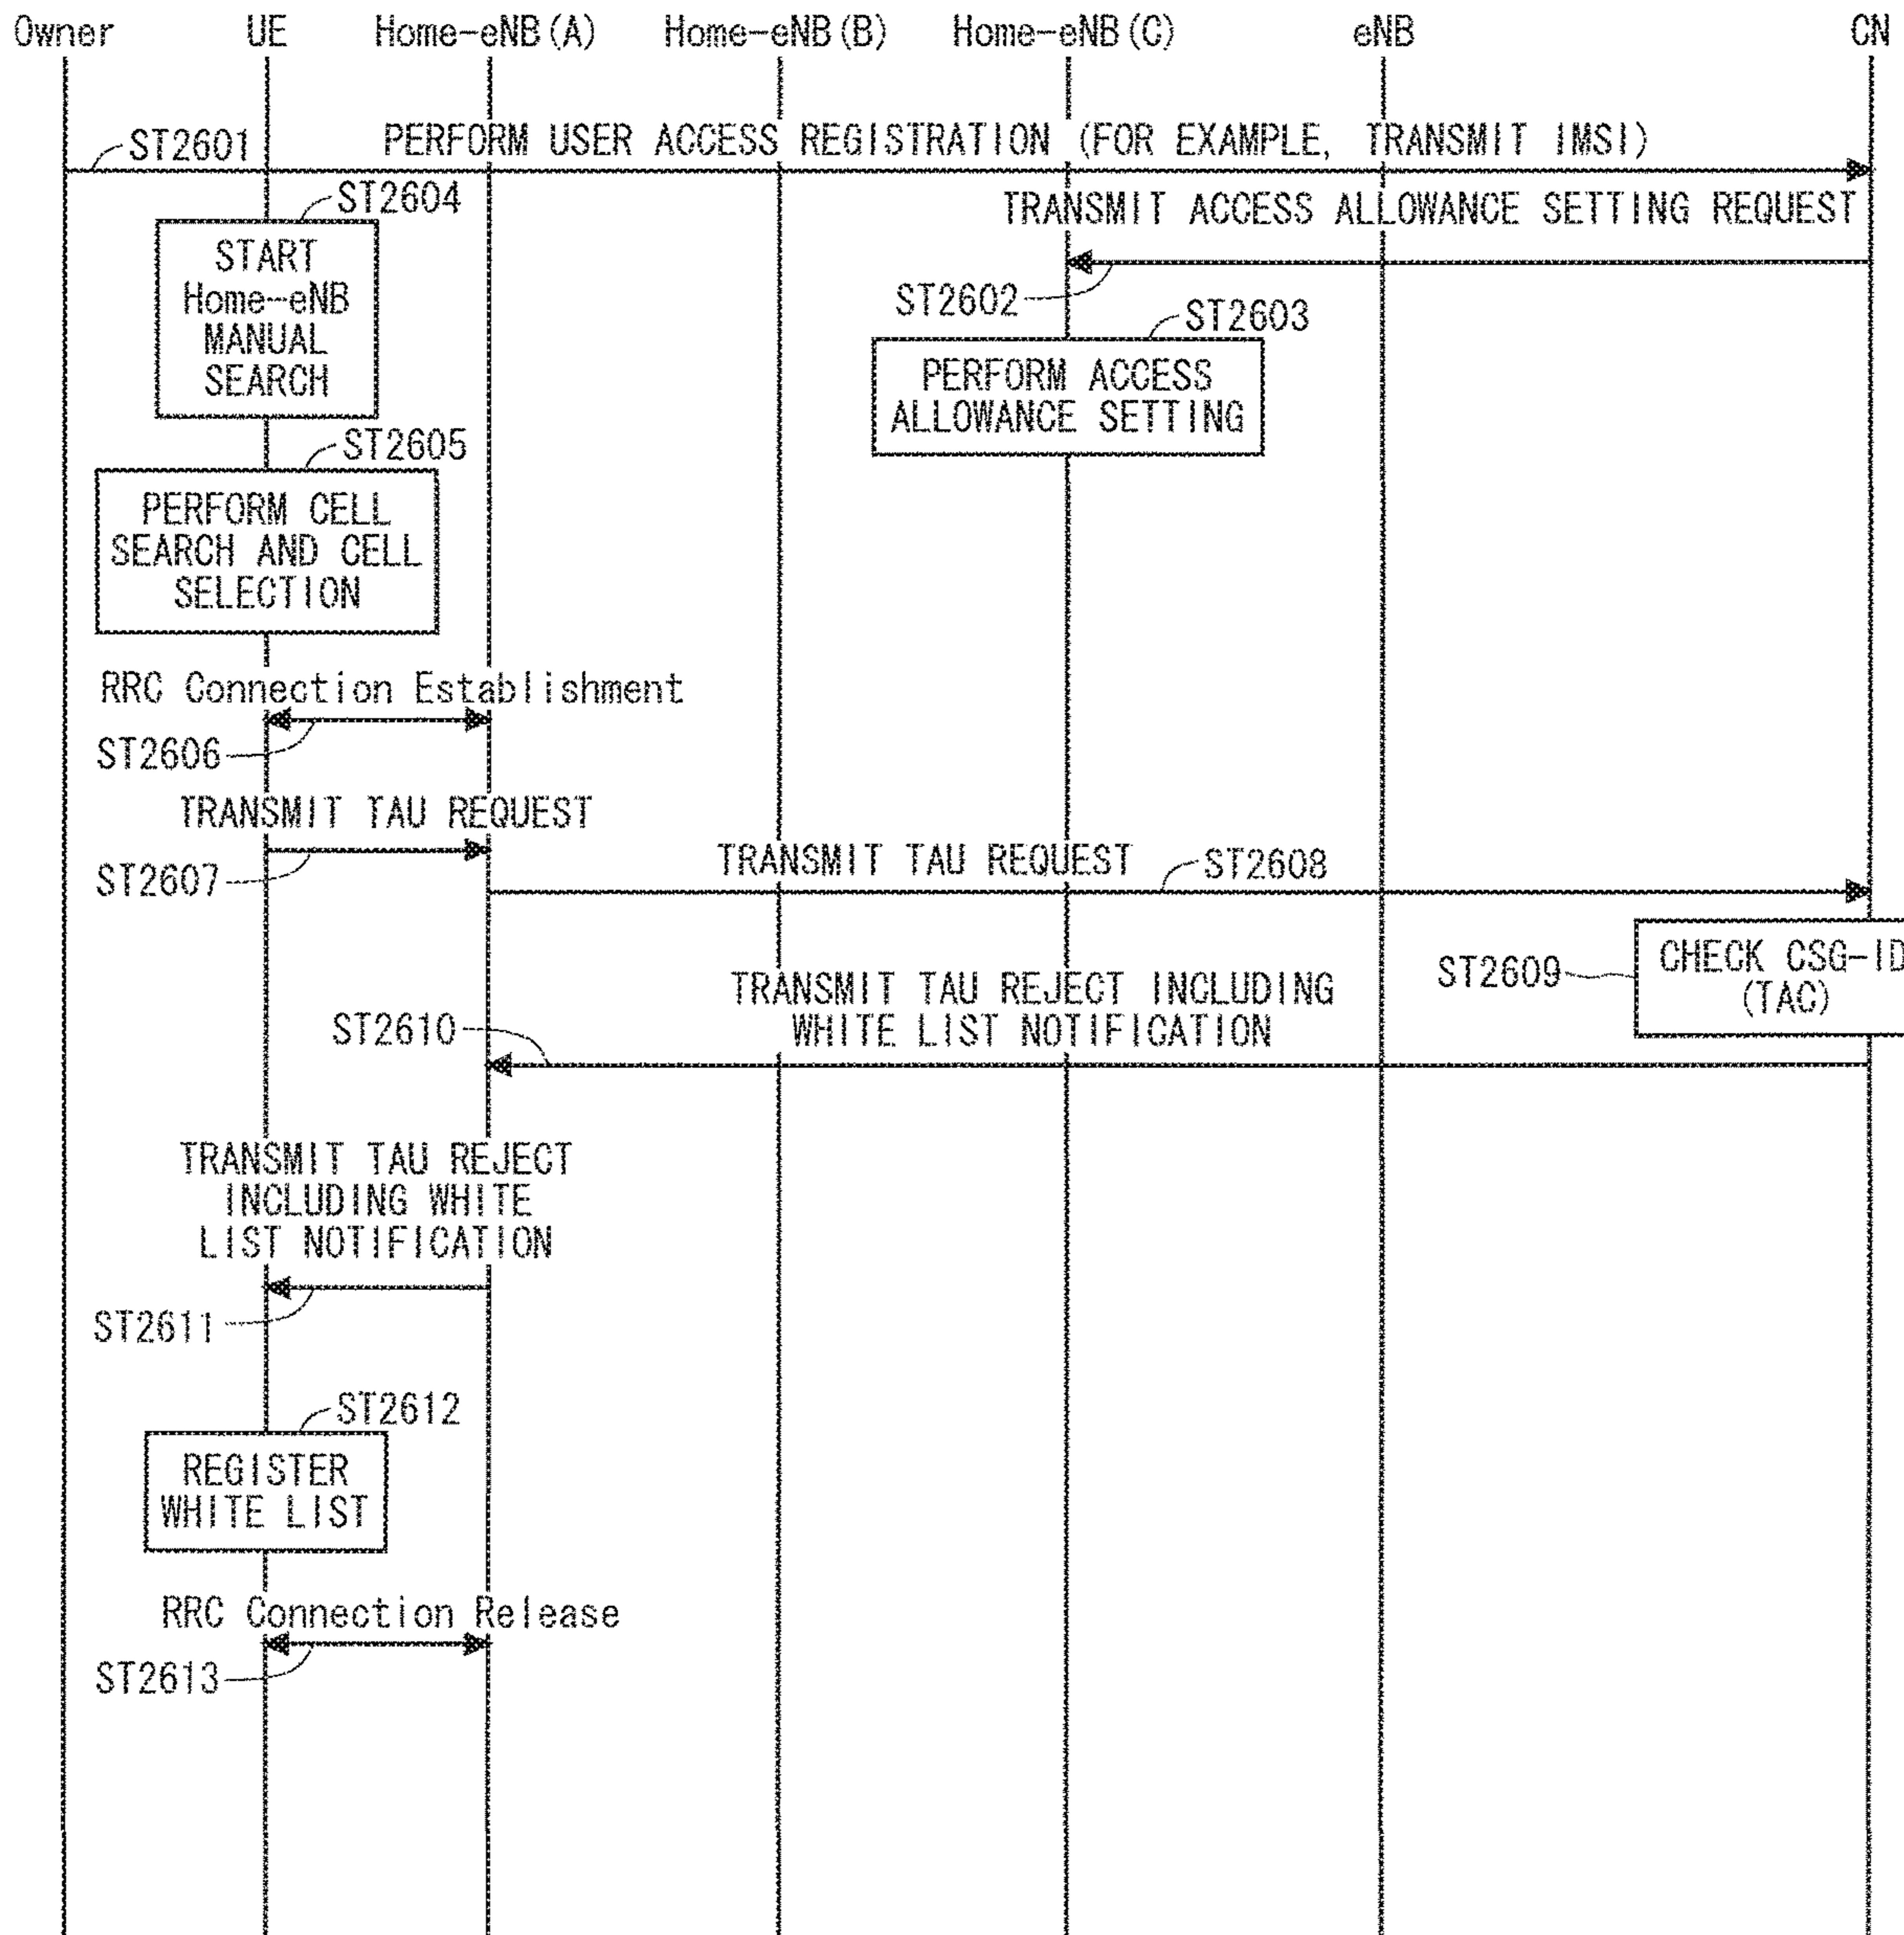 Owner UE Home-eNB(A) Home-eNB(B) Home-eNB(C) eNB CN
ST2601
PERFORM USER ACCESS REGISTRATION (FOR EXAMPLE, TRANSMIT IMSI)
ST2604
TRANSMIT ACCESS ALLOWANCE SETTING REQUEST
START
Home-eNB
MANUAL
SEARCH
ST2602
ST2603
PERFORM ACCESS
ALLOWANCE SETTING
ST2605
PERFORM CELL
SEARCH AND CELL
SELECTION
RRC Connection Establishment
ST2606
TRANSMIT TAU REQUEST
ST2607
TRANSMIT TAU REQUEST
ST2608
ST2609
CHECK CSG-ID
(TAC)
TRANSMIT TAU REJECT INCLUDING
WHITE LIST NOTIFICATION
ST2610
TRANSMIT TAU REJECT
INCLUDING WHITE
LIST NOTIFICATION
ST2611
ST2612
REGISTER
WHITE LIST
RRC Connection Release
ST2613